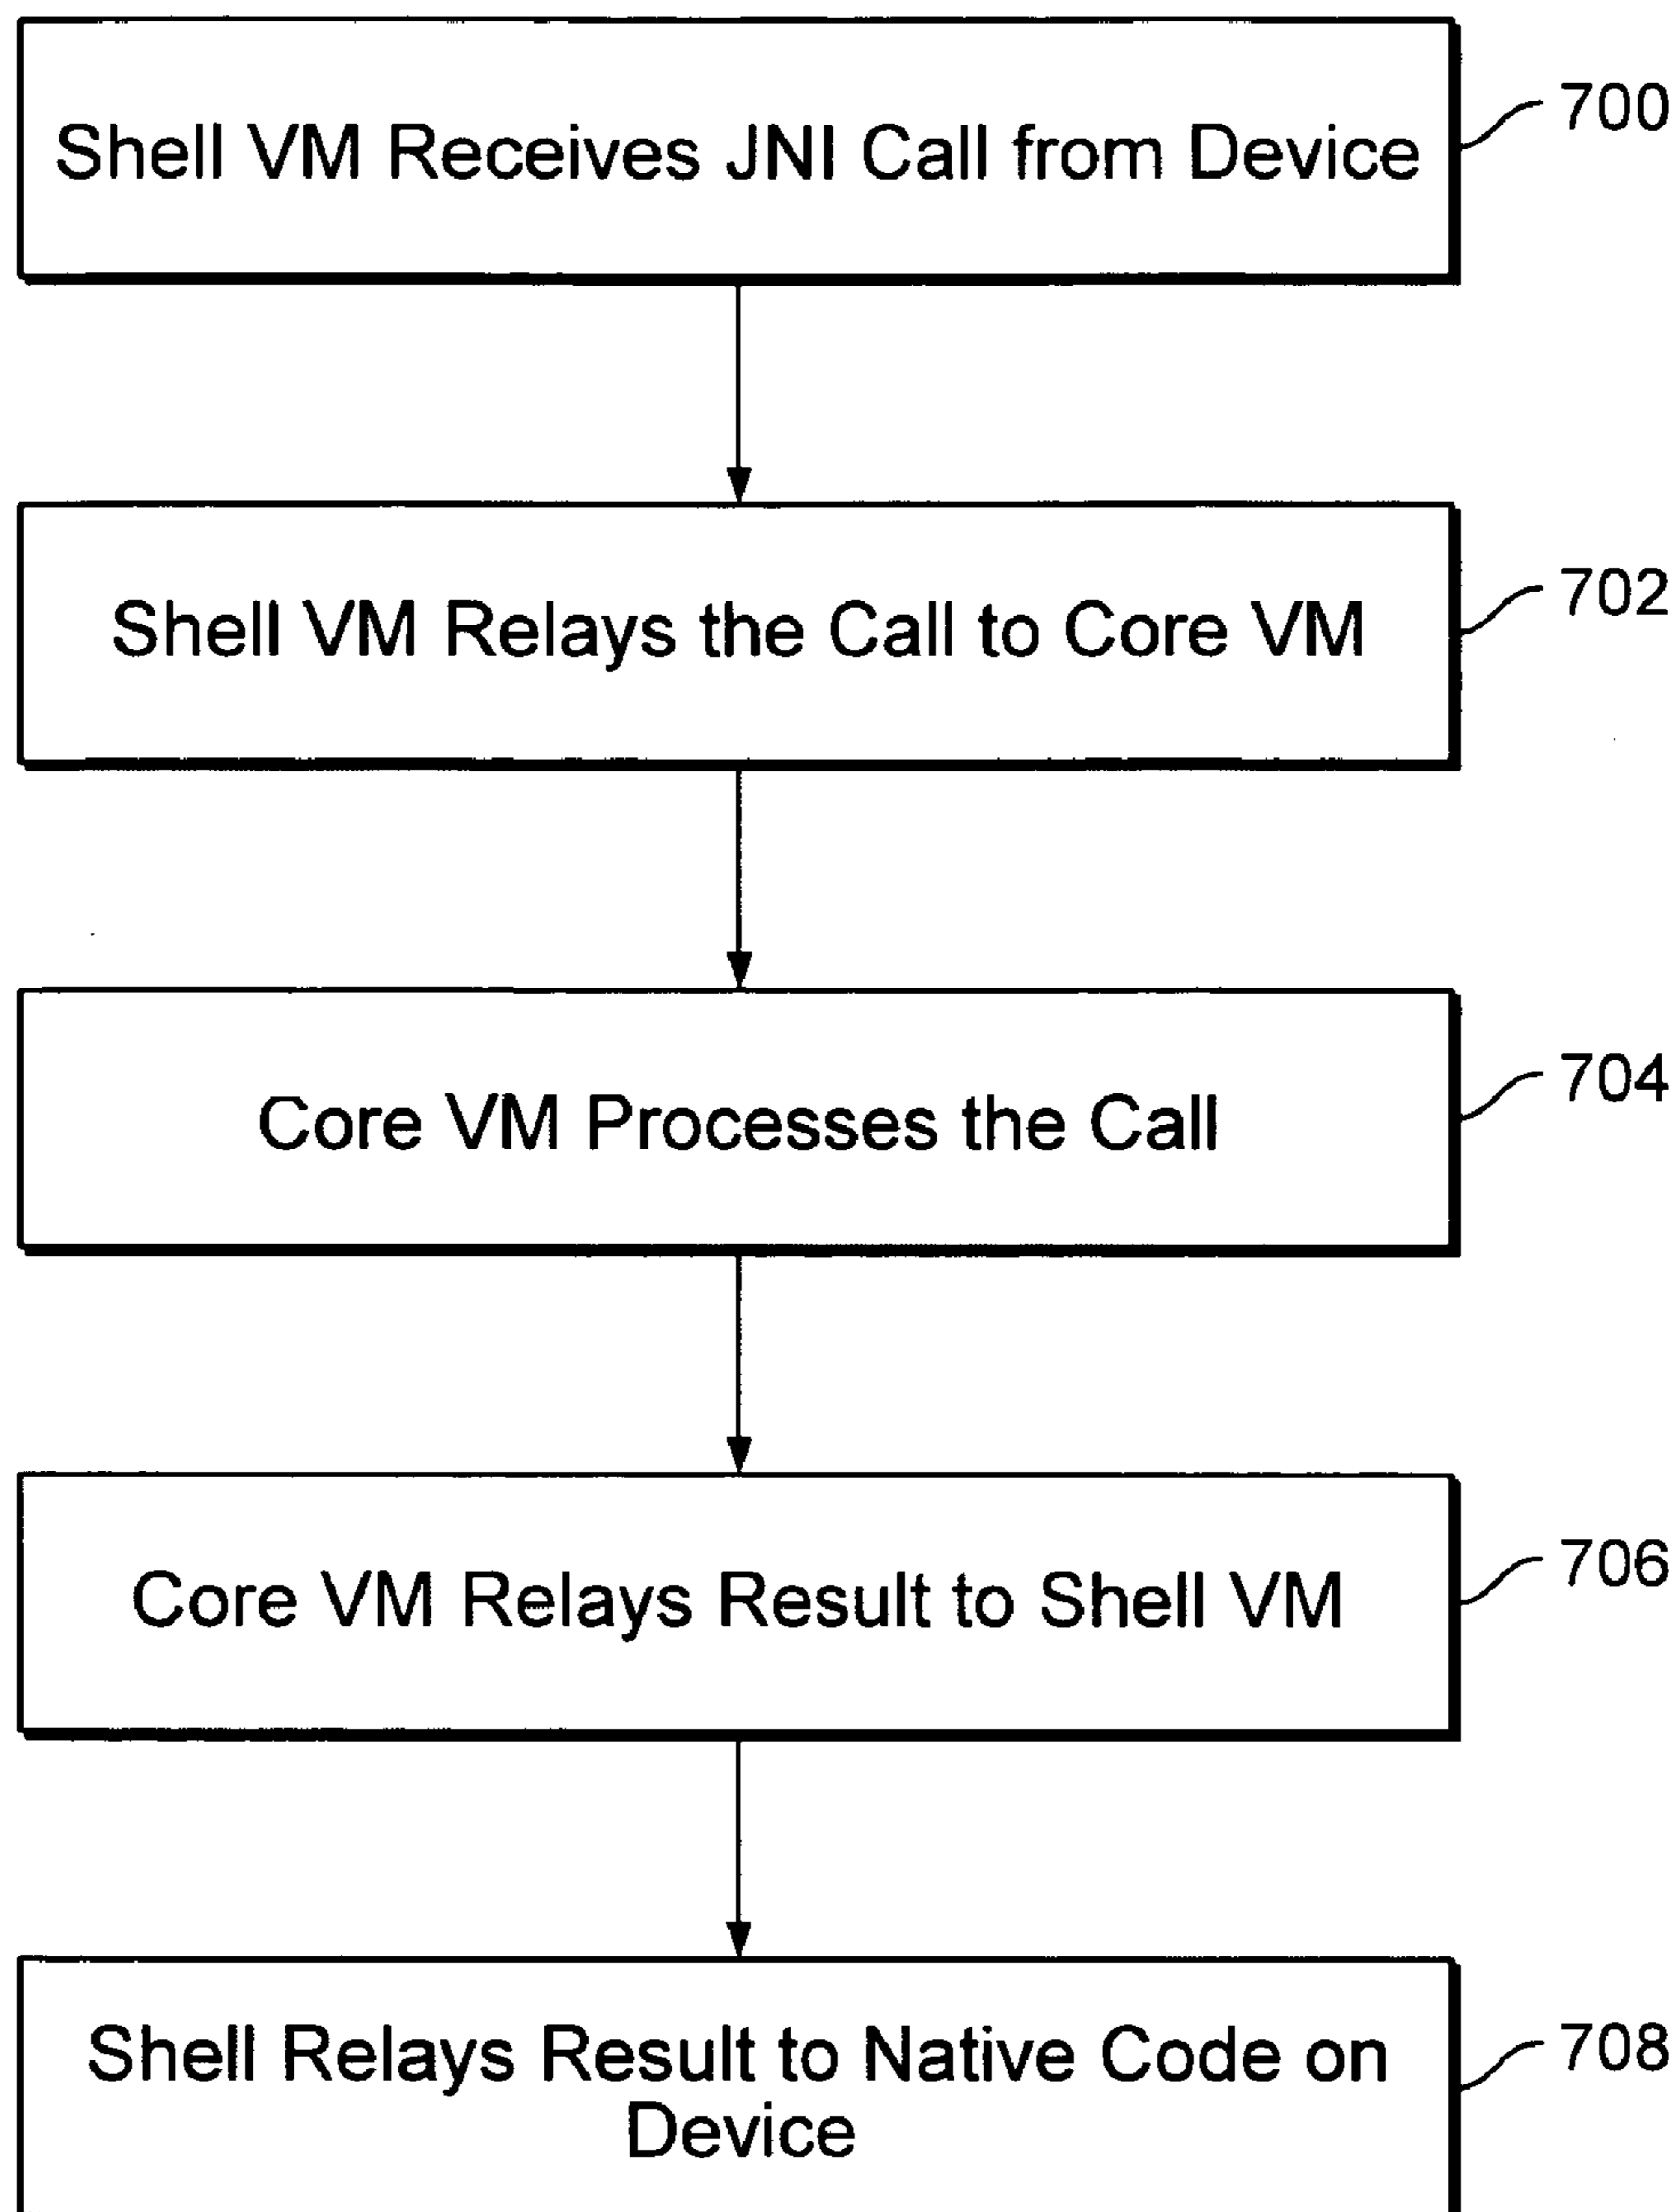 Shell VM Receives JNI Call from Device
700
Shell VM Relays the Call to Core VM
702
Core VM Processes the Call
704
Core VM Relays Result to Shell VM
706
Shell Relays Result to Native Code on
Device
708